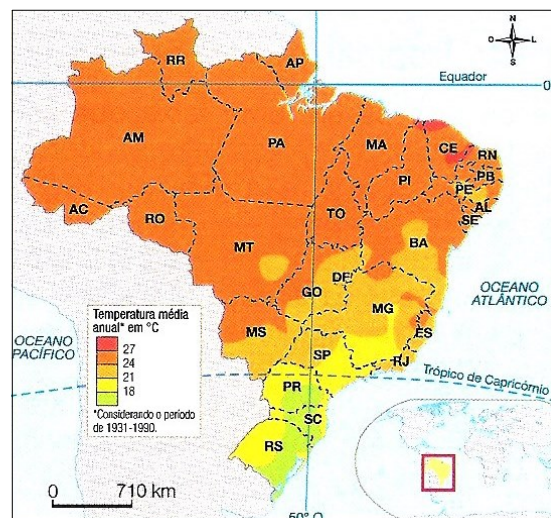 N
O
L
S
RR
AP
Equador
0
AM
PA
MA
CE
RN
PB
PI
PE
AL
SE
AC
RO
TO
MT
BA
DF
GO
MG
OCEANO
ATLÂNTICO
OCEANO
PACÍFICO
Temperatura média
anual* em °C
27
24
21
18
*Considerando o período
de 1931-1990.
MS
ES
SP
RJ
Trópico de Capricórnio
PR
SC
RS
0 710 km
50° O